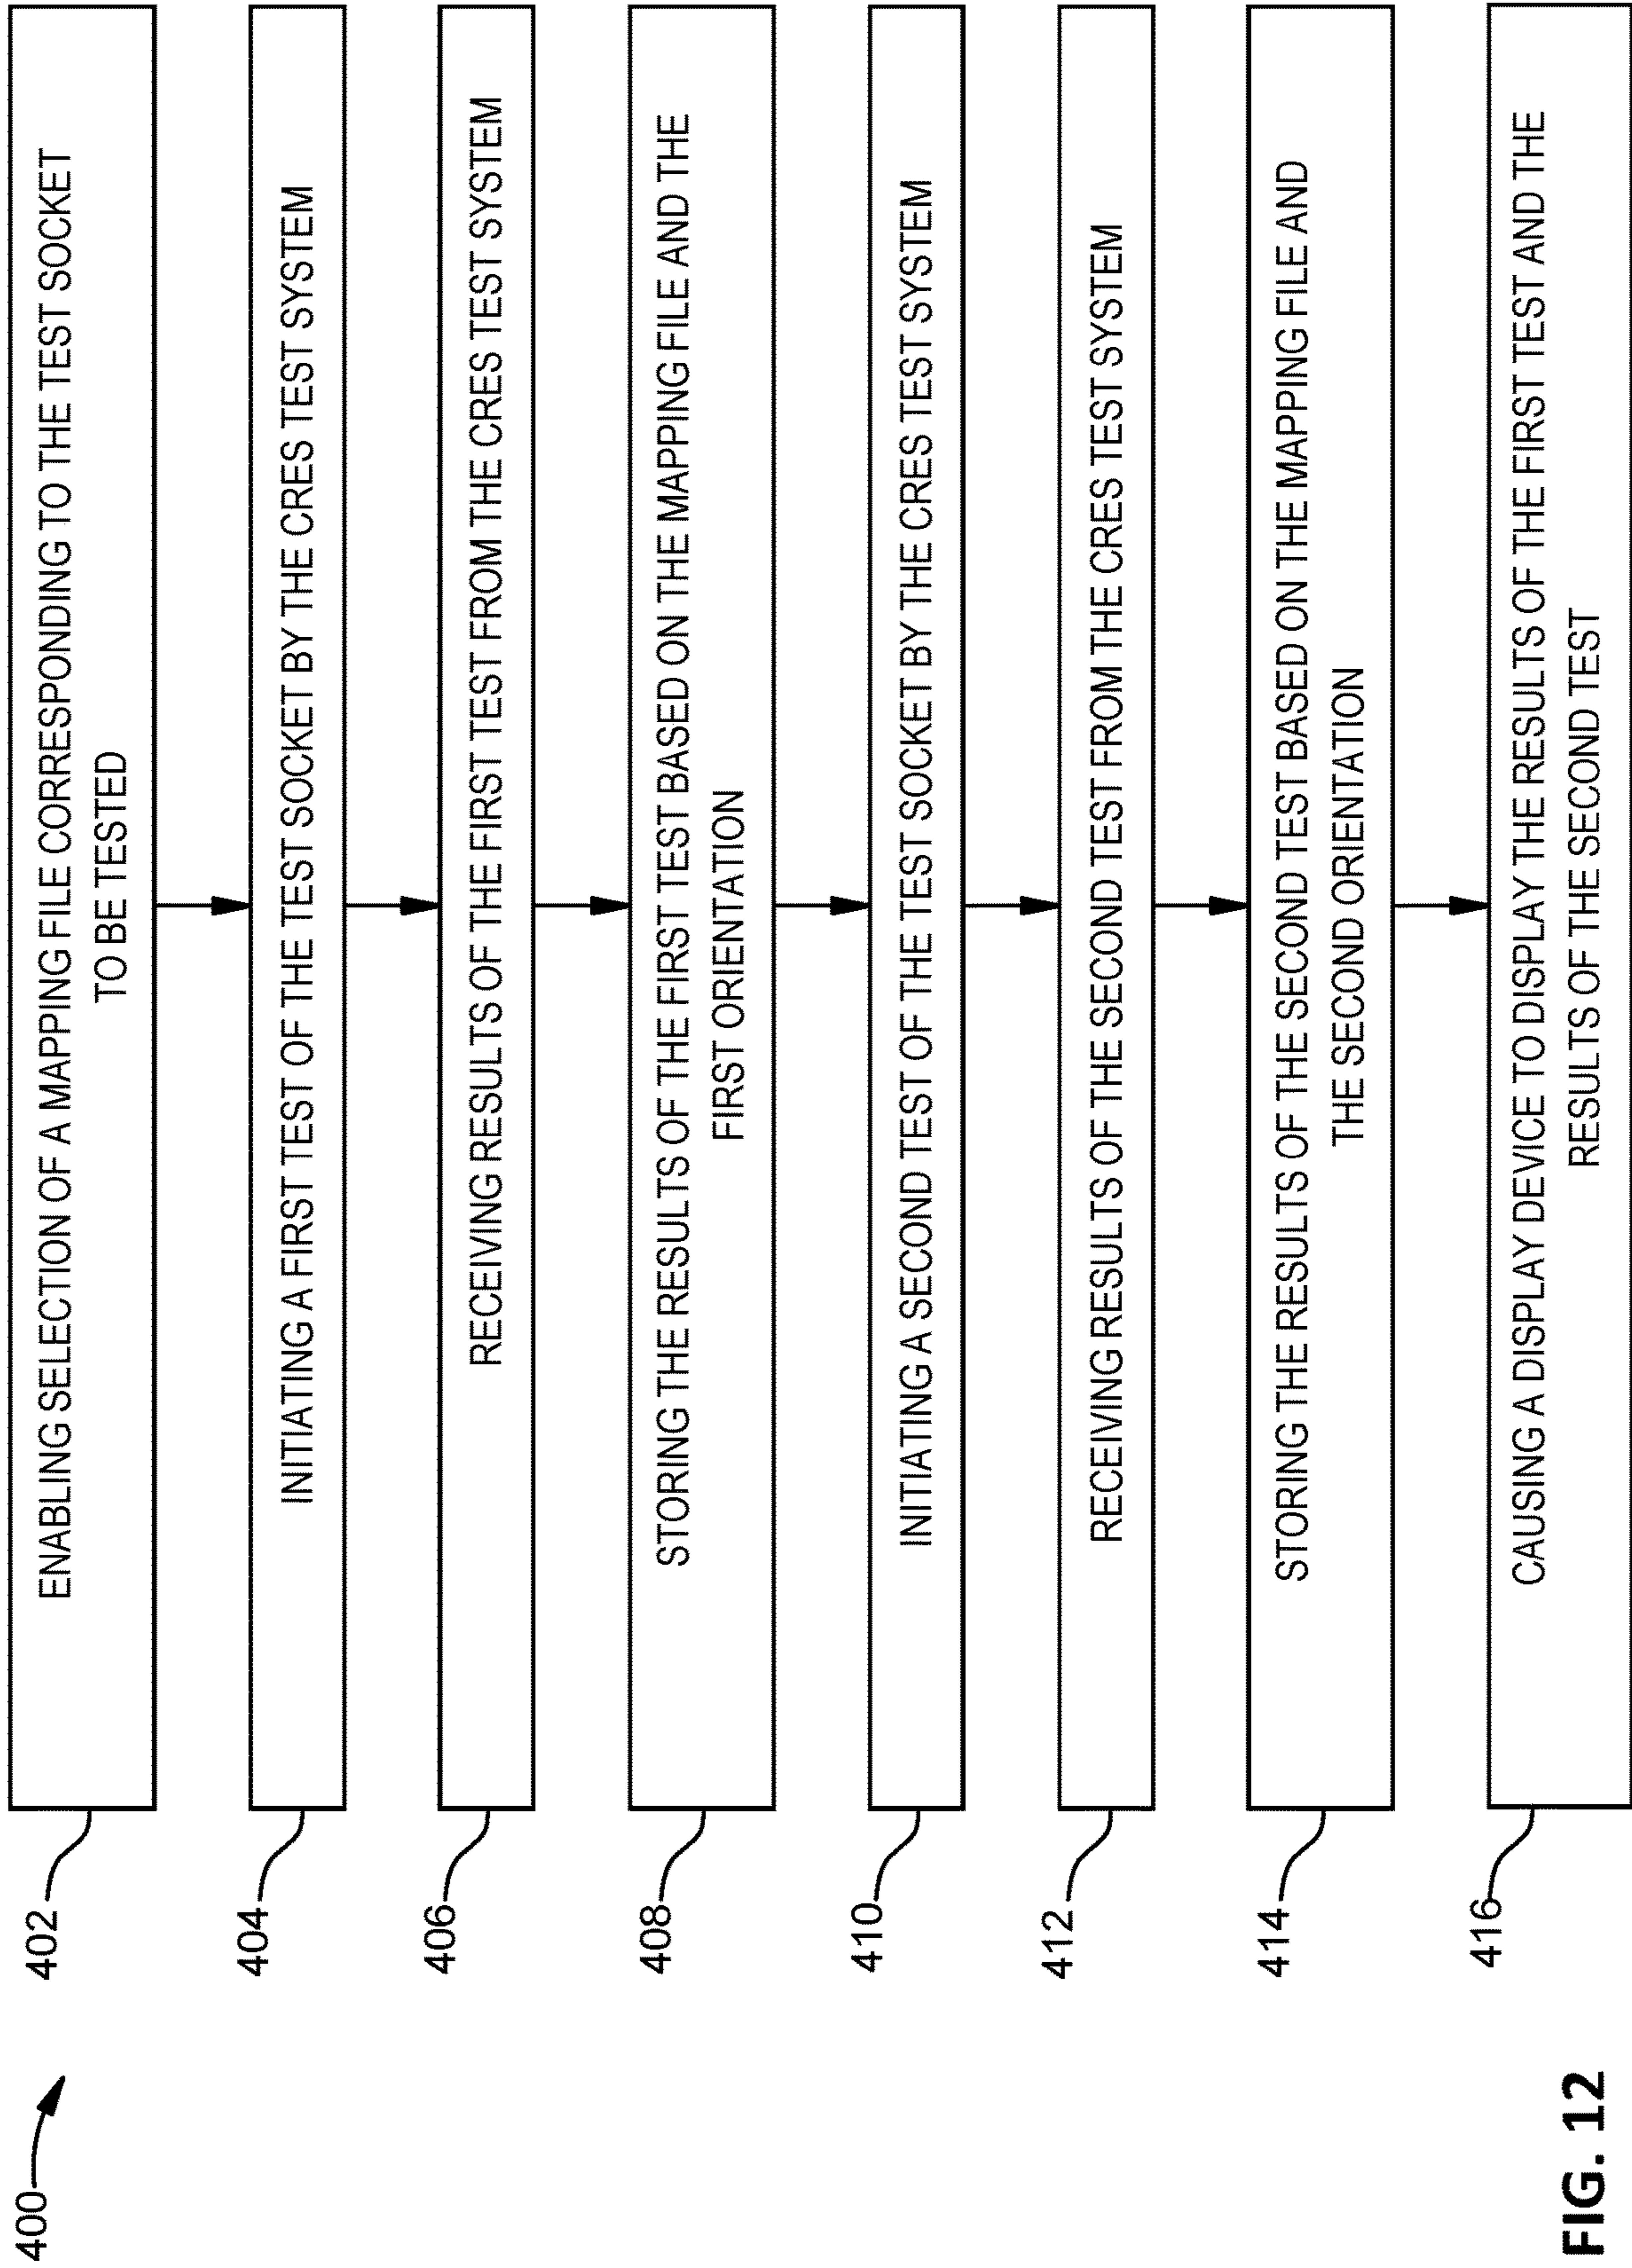 400
402
ENABLING SELECTION OF A MAPPING FILE CORRESPONDING TO THE TEST SOCKET
TO BE TESTED
404
INITIATING A FIRST TEST OF THE TEST SOCKET BY THE CRES TEST SYSTEM
406
RECEIVING RESULTS OF THE FIRST TEST FROM THE CRES TEST SYSTEM
408
STORING THE RESULTS OF THE FIRST TEST BASED ON THE MAPPING FILE AND THE
FIRST ORIENTATION
410
INITIATING A SECOND TEST OF THE TEST SOCKET BY THE CRES TEST SYSTEM
412
RECEIVING RESULTS OF THE SECOND TEST FROM THE CRES TEST SYSTEM
414
STORING THE RESULTS OF THE SECOND TEST BASED ON THE MAPPING FILE AND
THE SECOND ORIENTATION
416
CAUSING A DISPLAY DEVICE TO DISPLAY THE RESULTS OF THE FIRST TEST AND THE
RESULTS OF THE SECOND TEST
FIG. 12